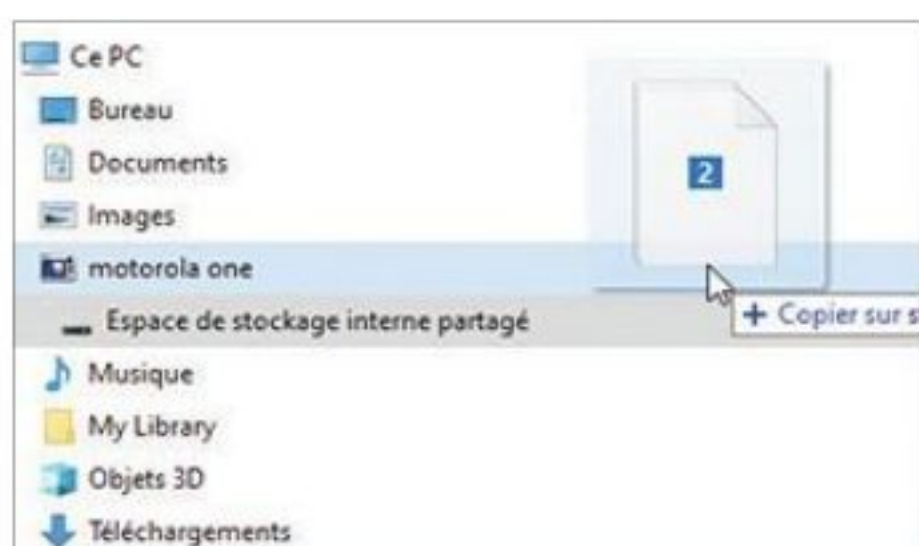 Ce PC
Bureau
Documents
2
Images
motorola one
Espace de stockage interne partagé
+ Copier sur s
Musique
My Library
Objets 3D
Téléchargements